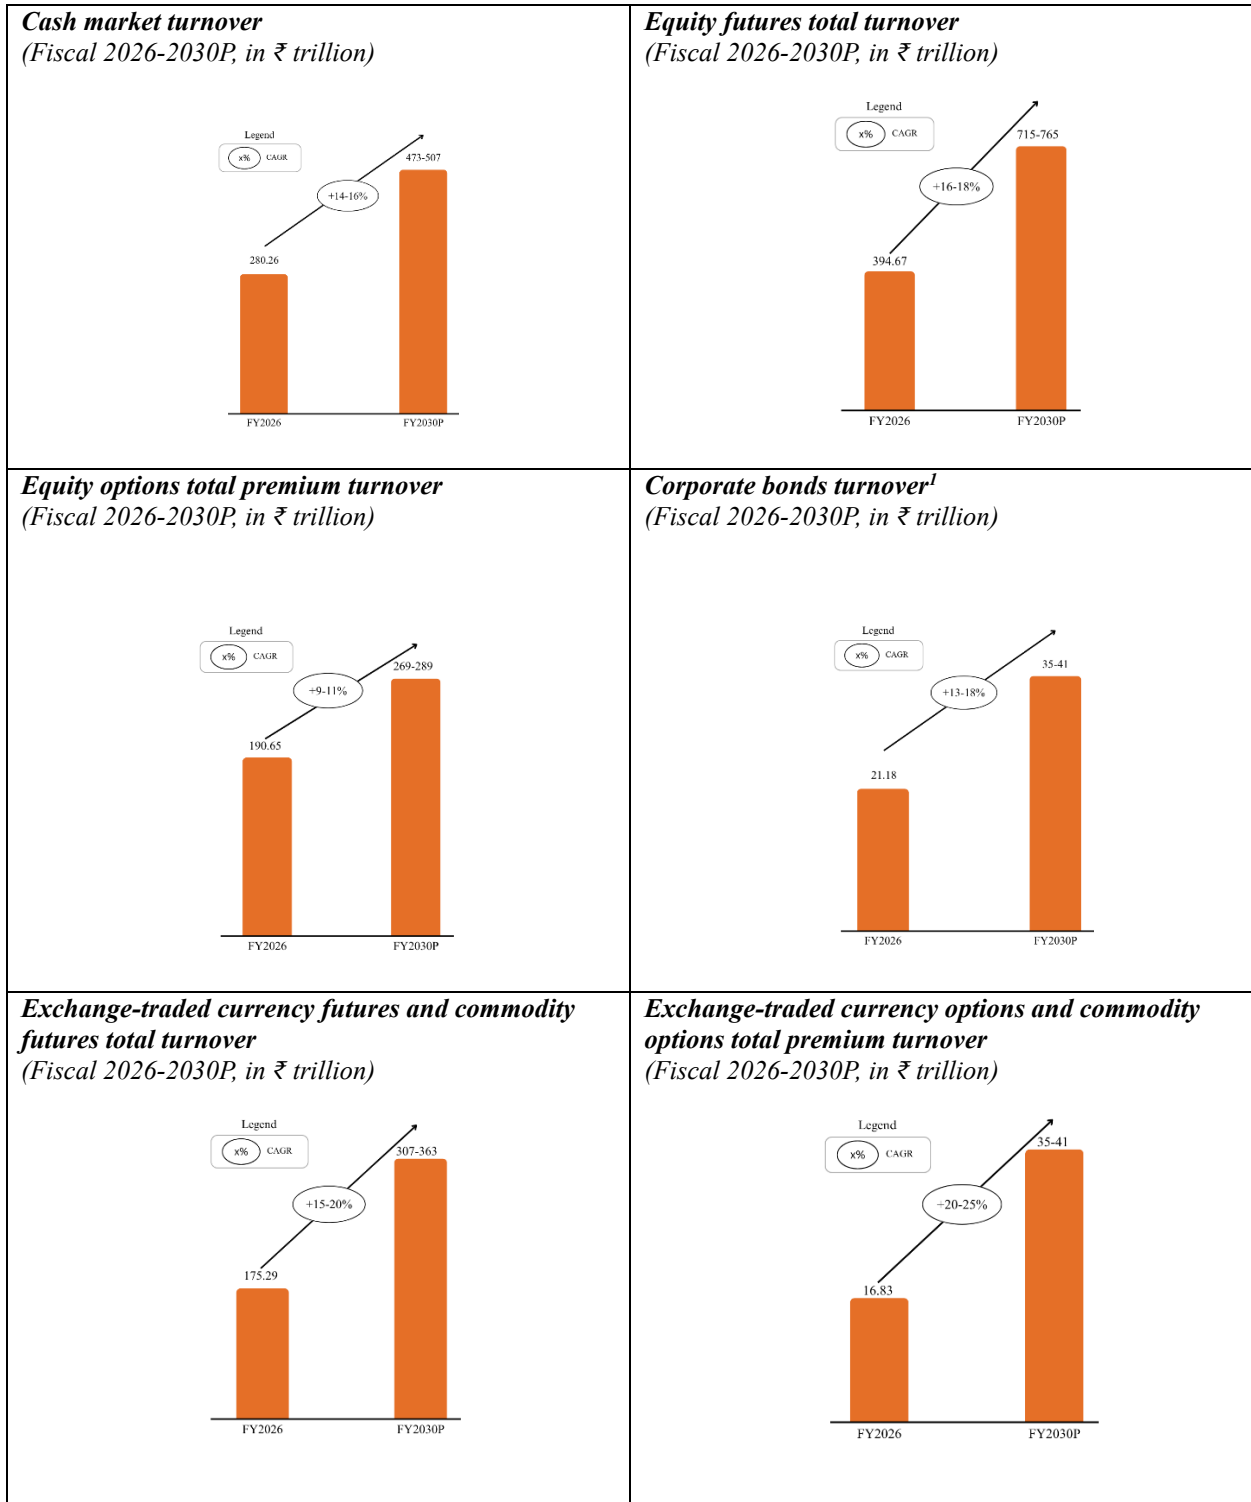 Cash market turnover
(Fiscal 2026-2030P, in ₹ trillion)
Legend
x% CAGR
473-507
+14-16%
280.26
FY2026 FY2030P
Equity futures total turnover
(Fiscal 2026-2030P, in ₹ trillion)
Legend
x% CAGR
715-765
+16-18%
394.67
FY2026 FY2030P
Equity options total premium turnover
(Fiscal 2026-2030P, in ₹ trillion)
Legend
x% CAGR
269-289
+9-11%
190.65
FY2026 FY2030P
Corporate bonds turnover¹
(Fiscal 2026-2030P, in ₹ trillion)
Legend
x% CAGR
35-41
+13-18%
21.18
FY2026 FY2030P
Exchange-traded currency futures and commodity
futures total turnover
(Fiscal 2026-2030P, in ₹ trillion)
Legend
x% CAGR
307-363
+15-20%
175.29
FY2026 FY2030P
Exchange-traded currency options and commodity
options total premium turnover
(Fiscal 2026-2030P, in ₹ trillion)
Legend
x% CAGR
35-41
+20-25%
16.83
FY2026 FY2030P